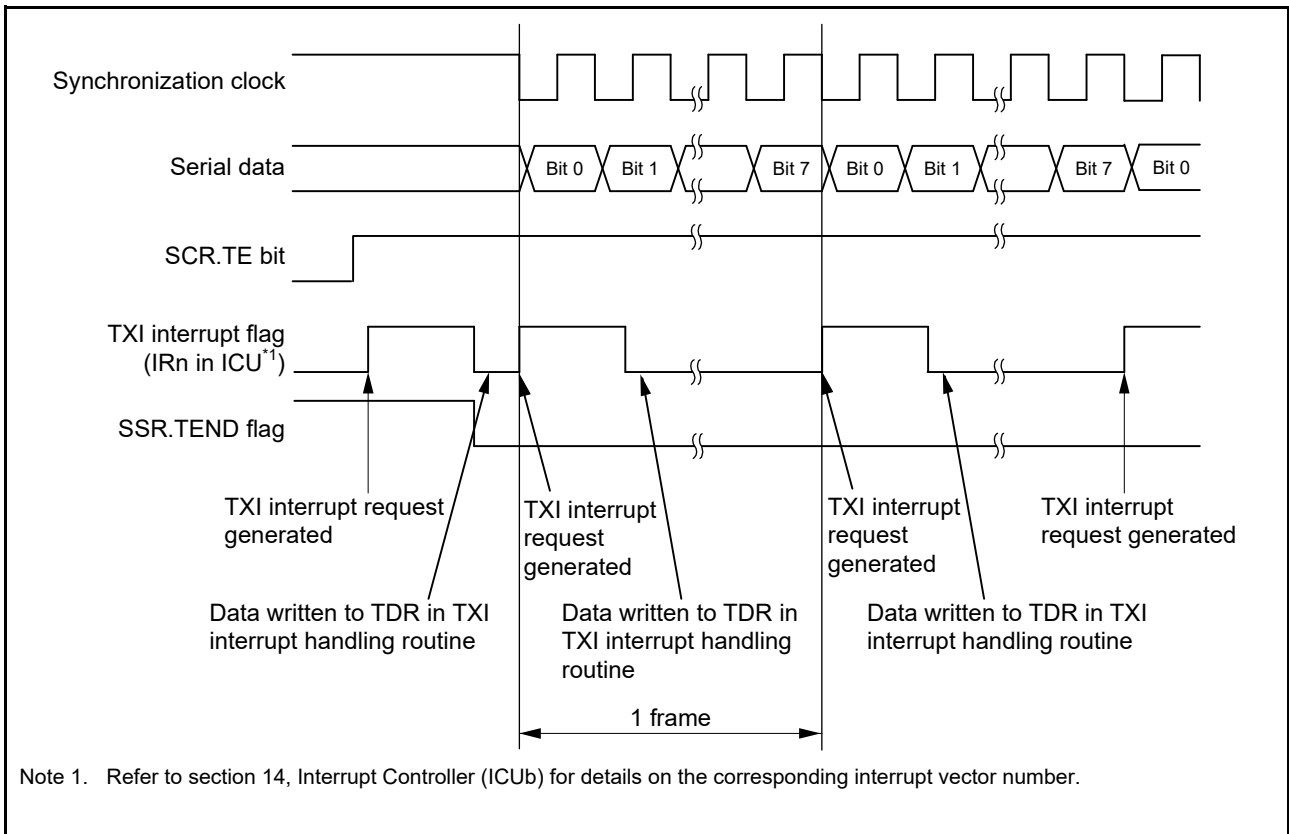 Synchronization clock
Serial data
Bit 0 Bit 1 Bit 7 Bit 0 Bit 1 Bit 7 Bit 0
SCR.TE bit
TXI interrupt flag
(IRn in ICU*1)
SSR.TEND flag
TXI interrupt request
generated
TXI interrupt
request
generated
TXI interrupt
request
generated
TXI interrupt
request generated
Data written to TDR in TXI
interrupt handling routine
Data written to TDR in
TXI interrupt handling
routine
Data written to TDR in TXI
interrupt handling routine
1 frame
Note 1. Refer to section 14, Interrupt Controller (ICUb) for details on the corresponding interrupt vector number.